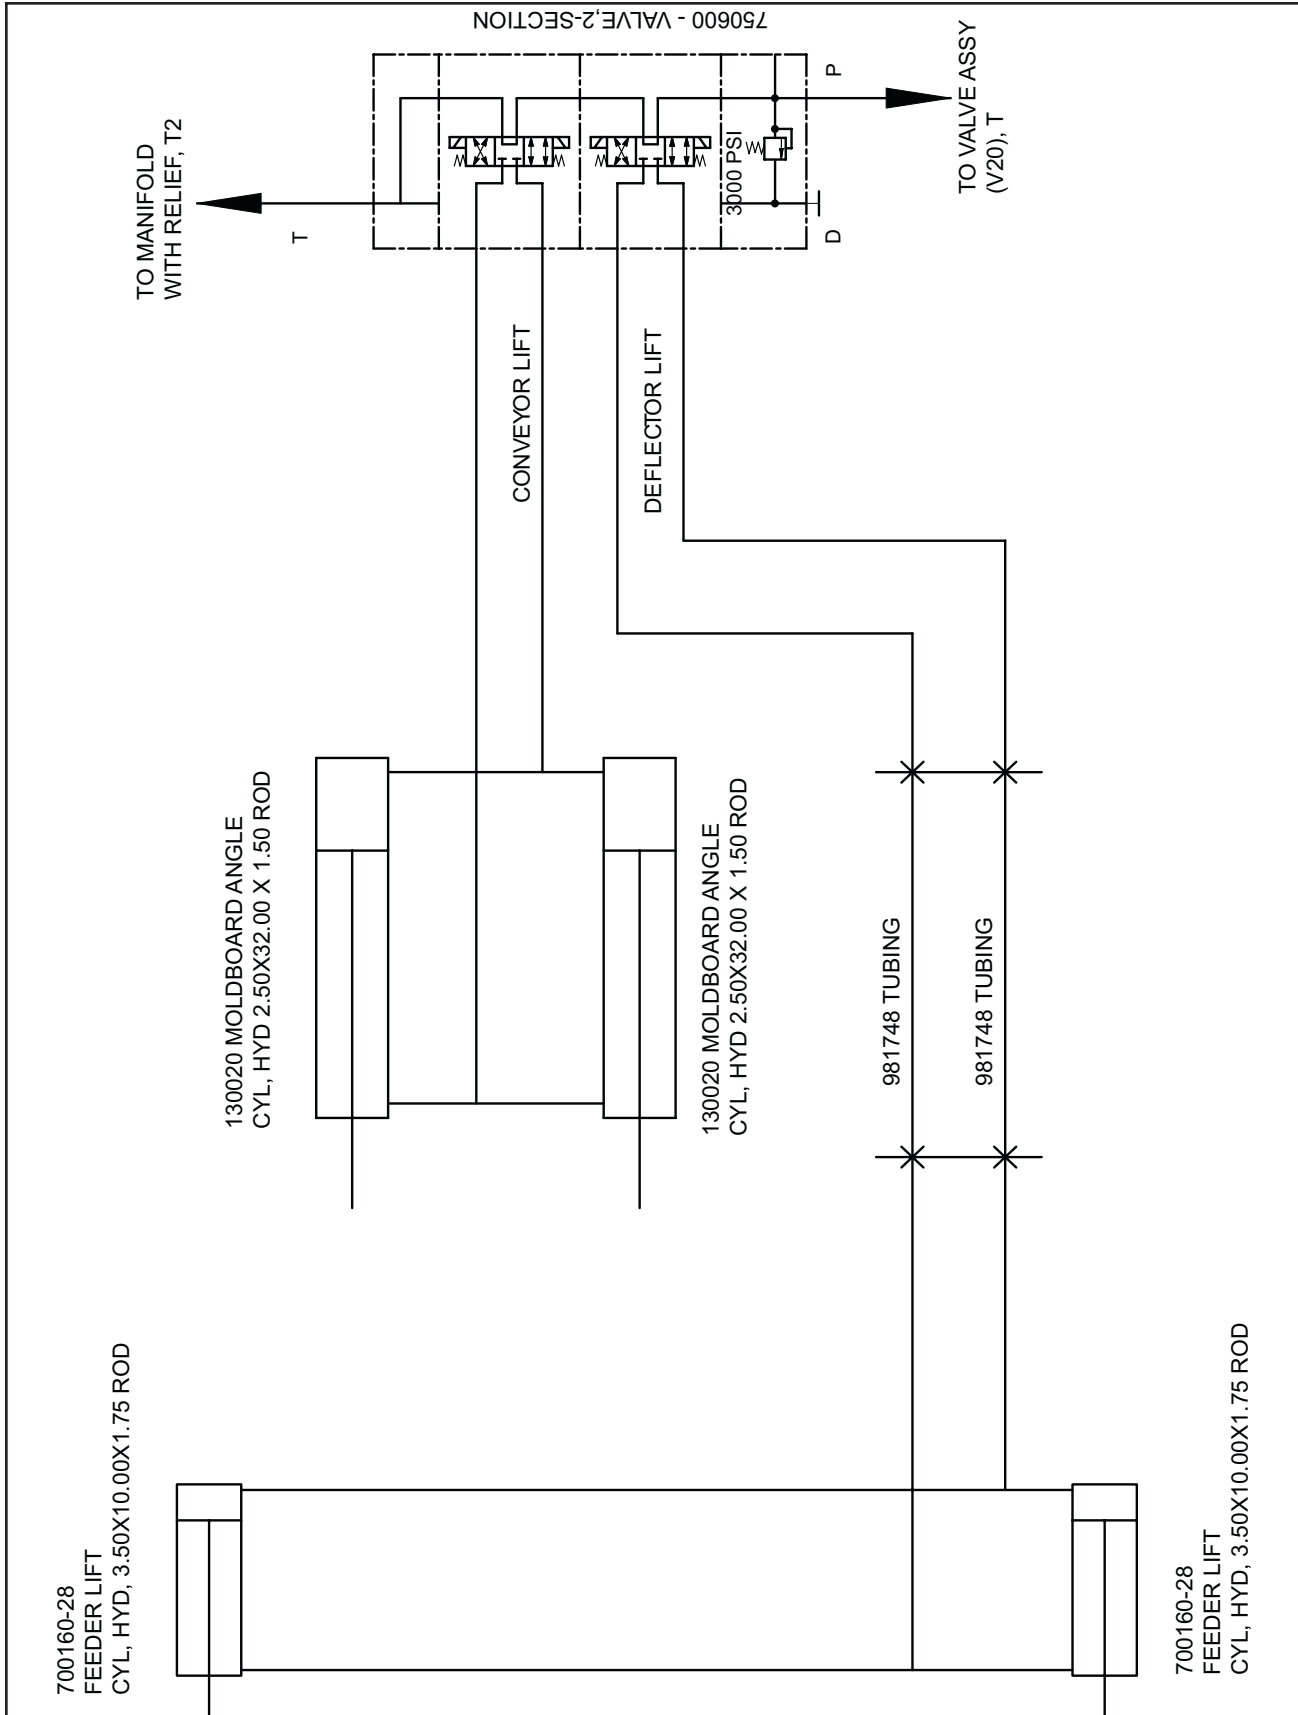 750600 - VALVE,2-SECTION
TO MANIFOLD
WITH RELIEF, T2
T
P
TO VALVE ASSY
(V20), T
3000 PSI
D
CONVEYOR LIFT
DEFLECTOR LIFT
130020 MOLDBOARD ANGLE
CYL, HYD 2.50X32.00 X 1.50 ROD
130020 MOLDBOARD ANGLE
CYL, HYD 2.50X32.00 X 1.50 ROD
981748 TUBING
981748 TUBING
700160-28
FEEDER LIFT
CYL, HYD, 3.50X10.00X1.75 ROD
700160-28
FEEDER LIFT
CYL, HYD, 3.50X10.00X1.75 ROD